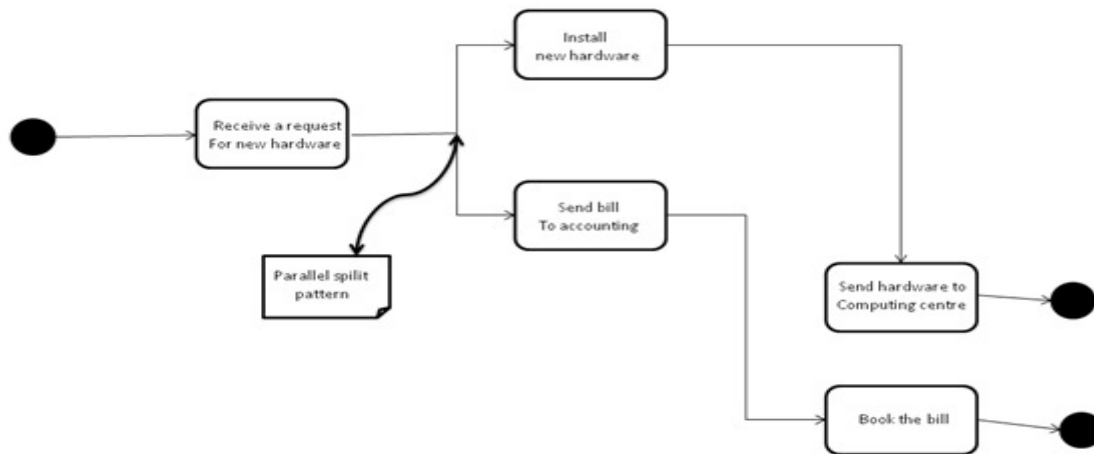 Install
new hardware
Receive a request
For new hardware
Send bill
To accounting
Parallel spilit
pattern
Send hardware to
Computing centre
Book the bill